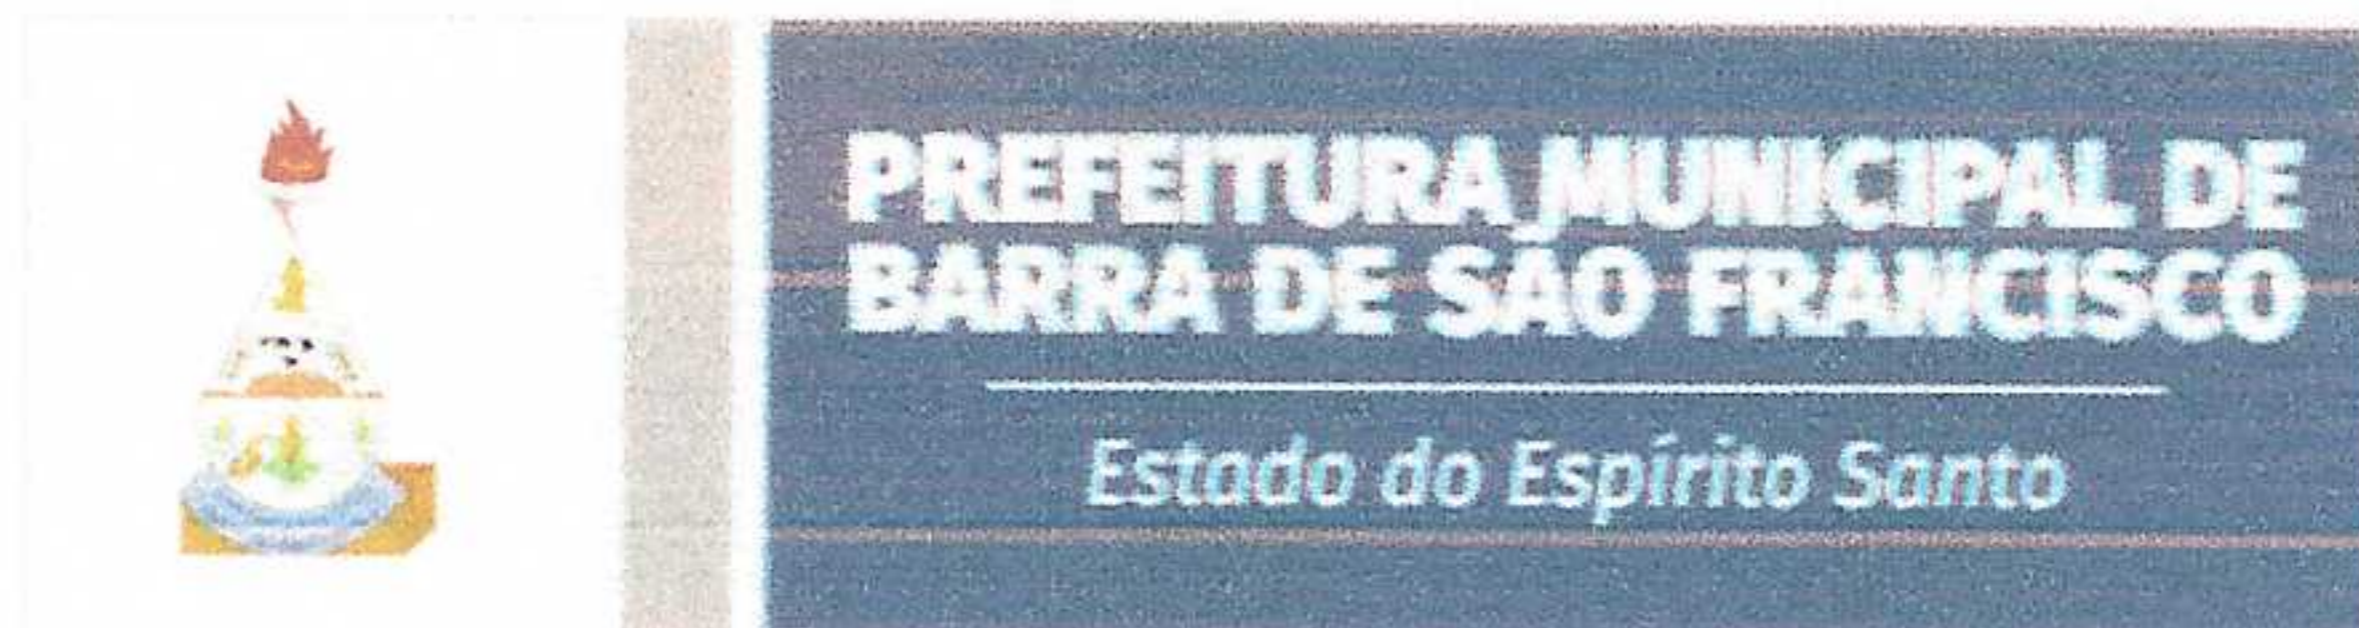 PREFEITURA MUNICIPAL DE
BARRA DE SÃO FRANCISCO
Estado do Espírito Santo